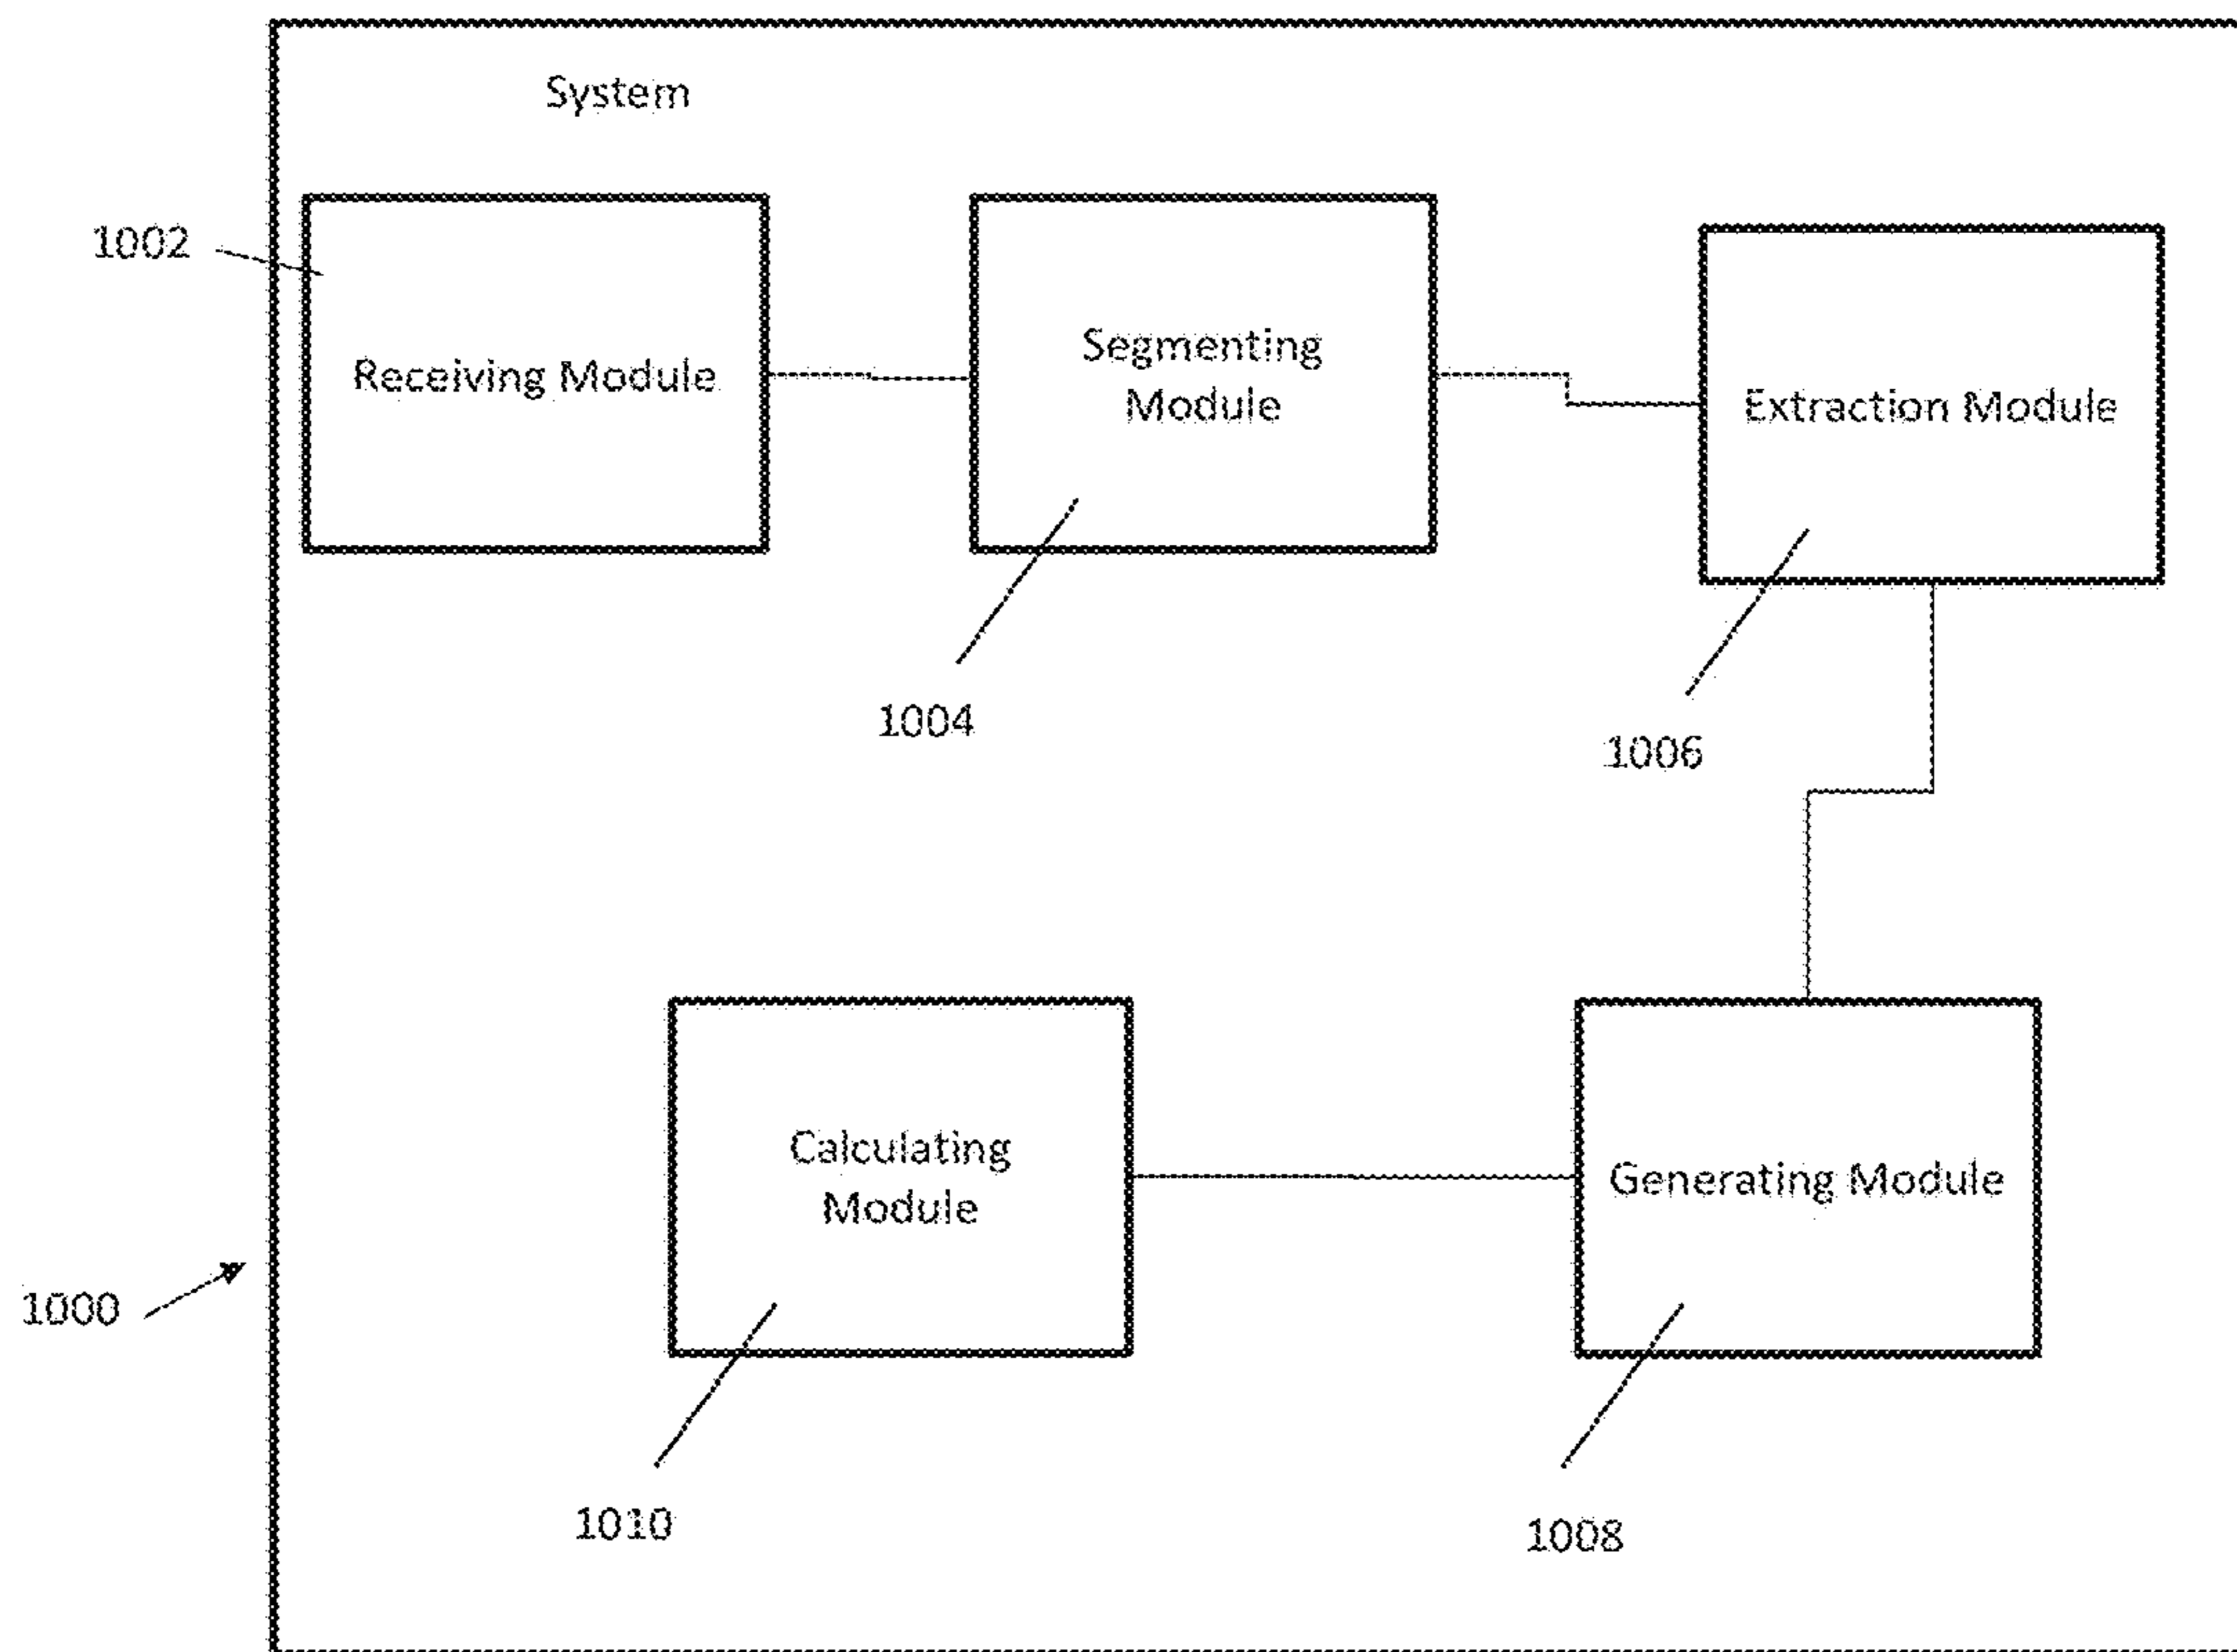 System
1002
Receiving Module
Segmenting
Module
Extraction Module
1004
1006
Calculating
Module
Generating Module
1000
1010
1008